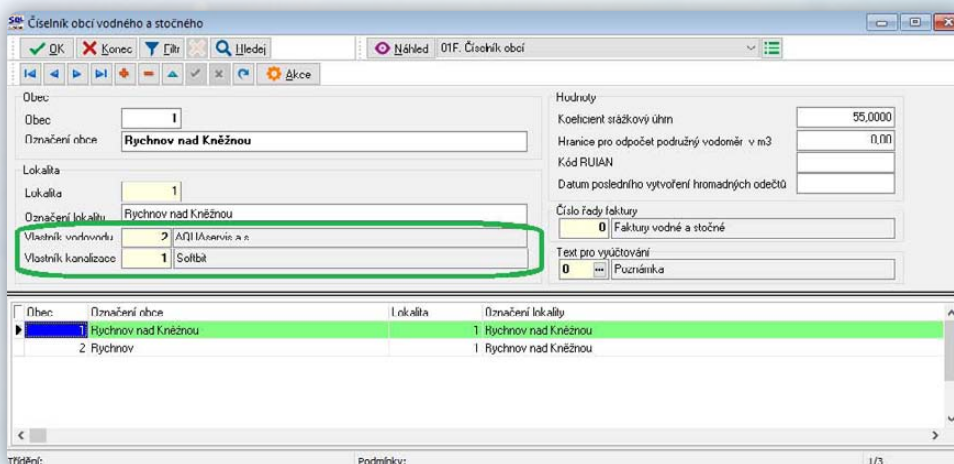 SQL Číselník obcí vodného a stočného
OK Konec Filtr Hledej Náhled 01F. Číselník obcí
Akce
Obec
Obec 1
Označení obce Rychnov nad Kněžnou
Lokalita
Lokalita 1
Označení lokality Rychnov nad Kněžnou
Vlastník vodovodu 2 AQUAservis a.s.
Vlastník kanalizace 1 Softbit
Hodnoty
Koeficient srážkový úhrn 55,0000
Hranice pro odpočet podružný vodoměr v m3 0,00
Kód RUIAN
Datum posledního vytvoření hromadných odečtů
Číslo řady faktury
0 Faktury vodné a stočné
Text pro vyúčtování
0 ... Poznámka
Obec Označení obce Lokalita Označení lokality
1 Rychnov nad Kněžnou 1 Rychnov nad Kněžnou
2 Rychnov 1 Rychnov nad Kněžnou
Třídění: Podmínky: 1/3